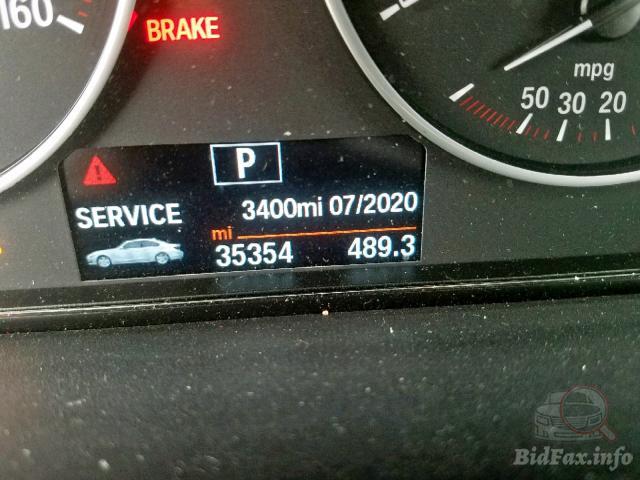 160
BRAKE
mpg
50 30 20
P
SERVICE 3400mi 07/2020
mi
35354 489.3
BidFax.info